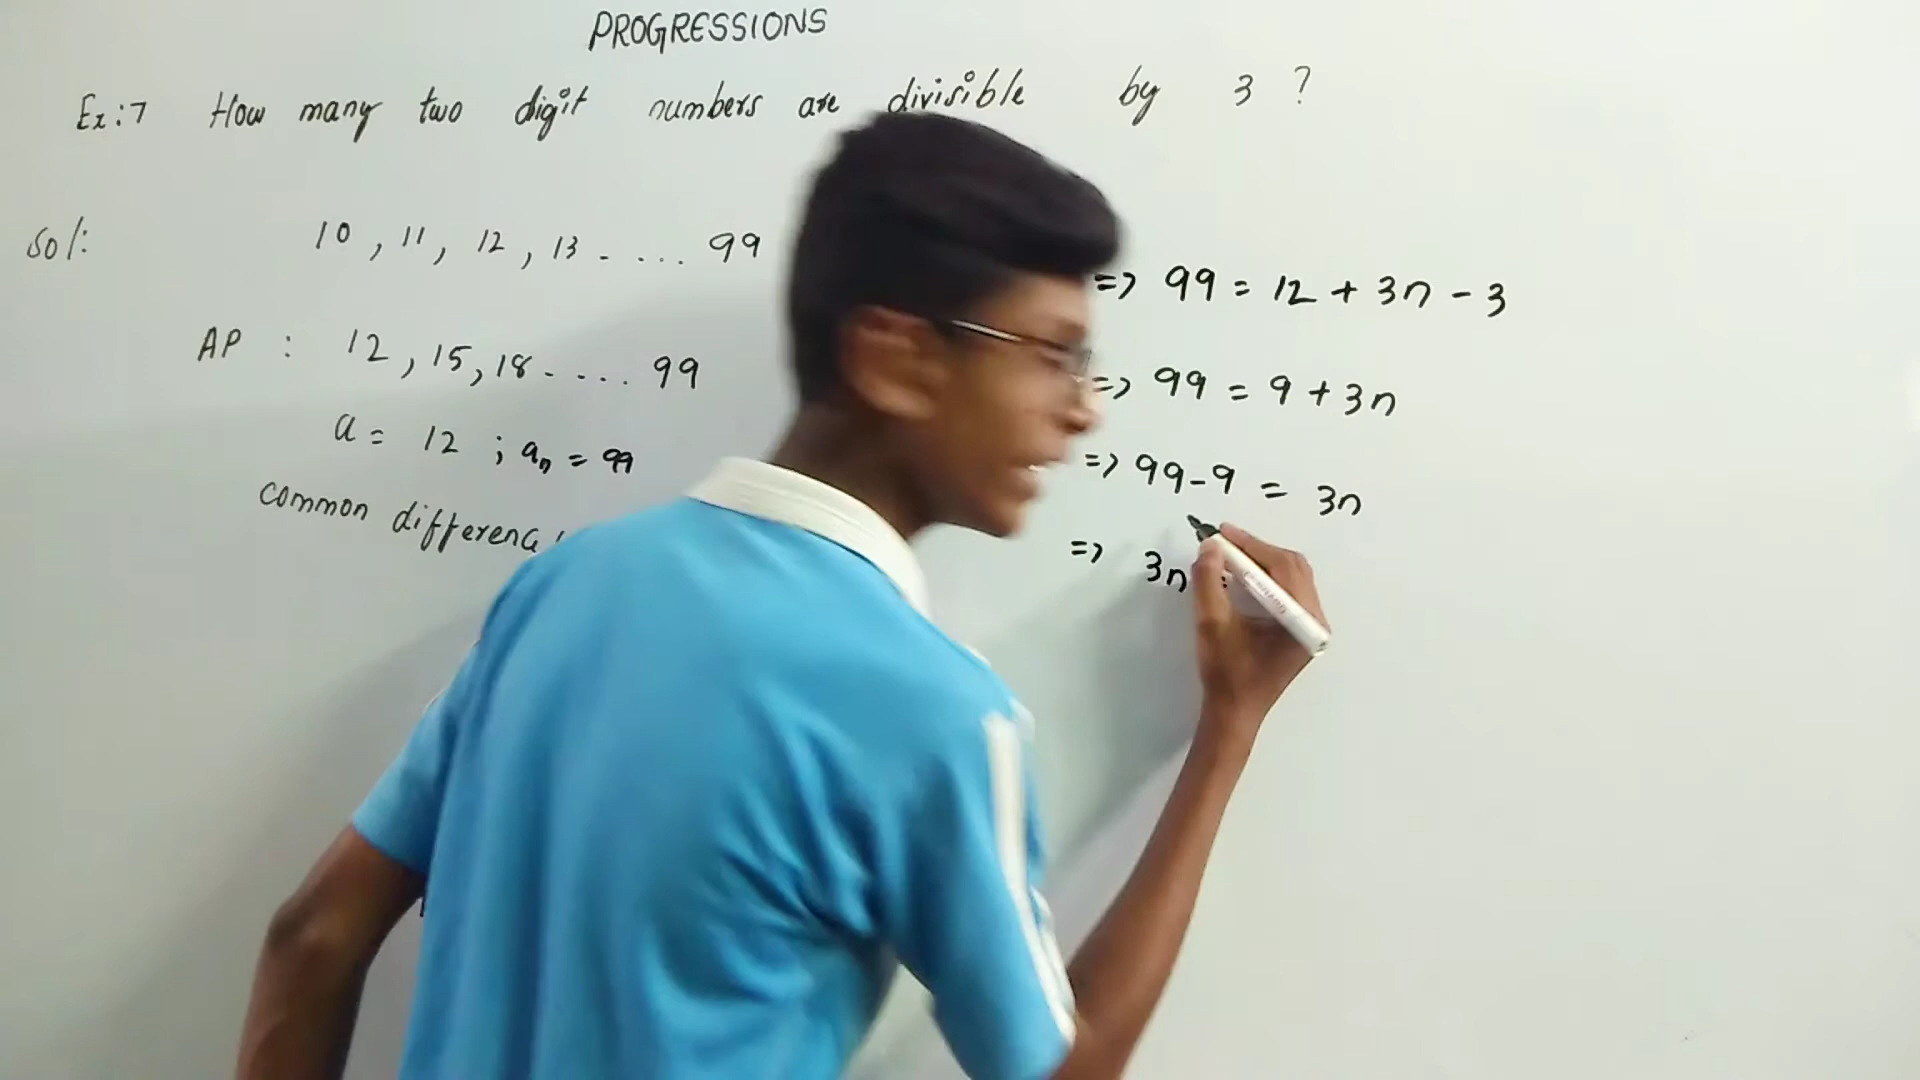 PROGRESSIONS
Ex:7 How many two digit numbers are divisible by 3 ?
Sol:
10 , 11 , 12 , 13 - .... 99
AP : 12 , 15 , 18 - .... 99
a = 12 ; aₙ = 99
common differenc
=> 99 = 12 + 3n - 3
=> 99 = 9 + 3n
=> 99 - 9 = 3n
=> 3n